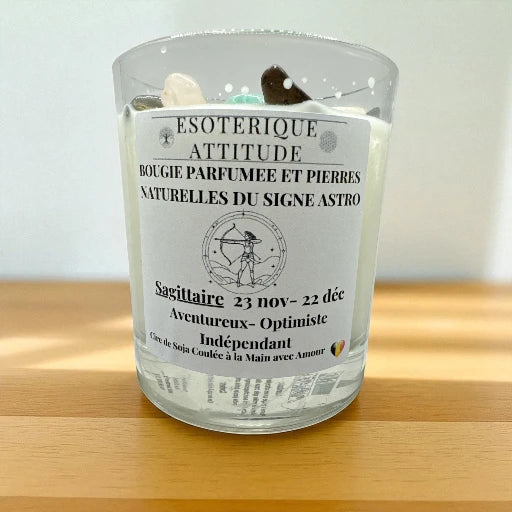 ESOTERIQUE
ATTITUDE
BOUGIE PARFUMEE ET PIERRES
NATURELLES DU SIGNE ASTRO
Sagittaire 23 nov- 22 déc
Aventureux- Optimiste
Indépendant
Cire de Soja Coulée à la Main avec Amour